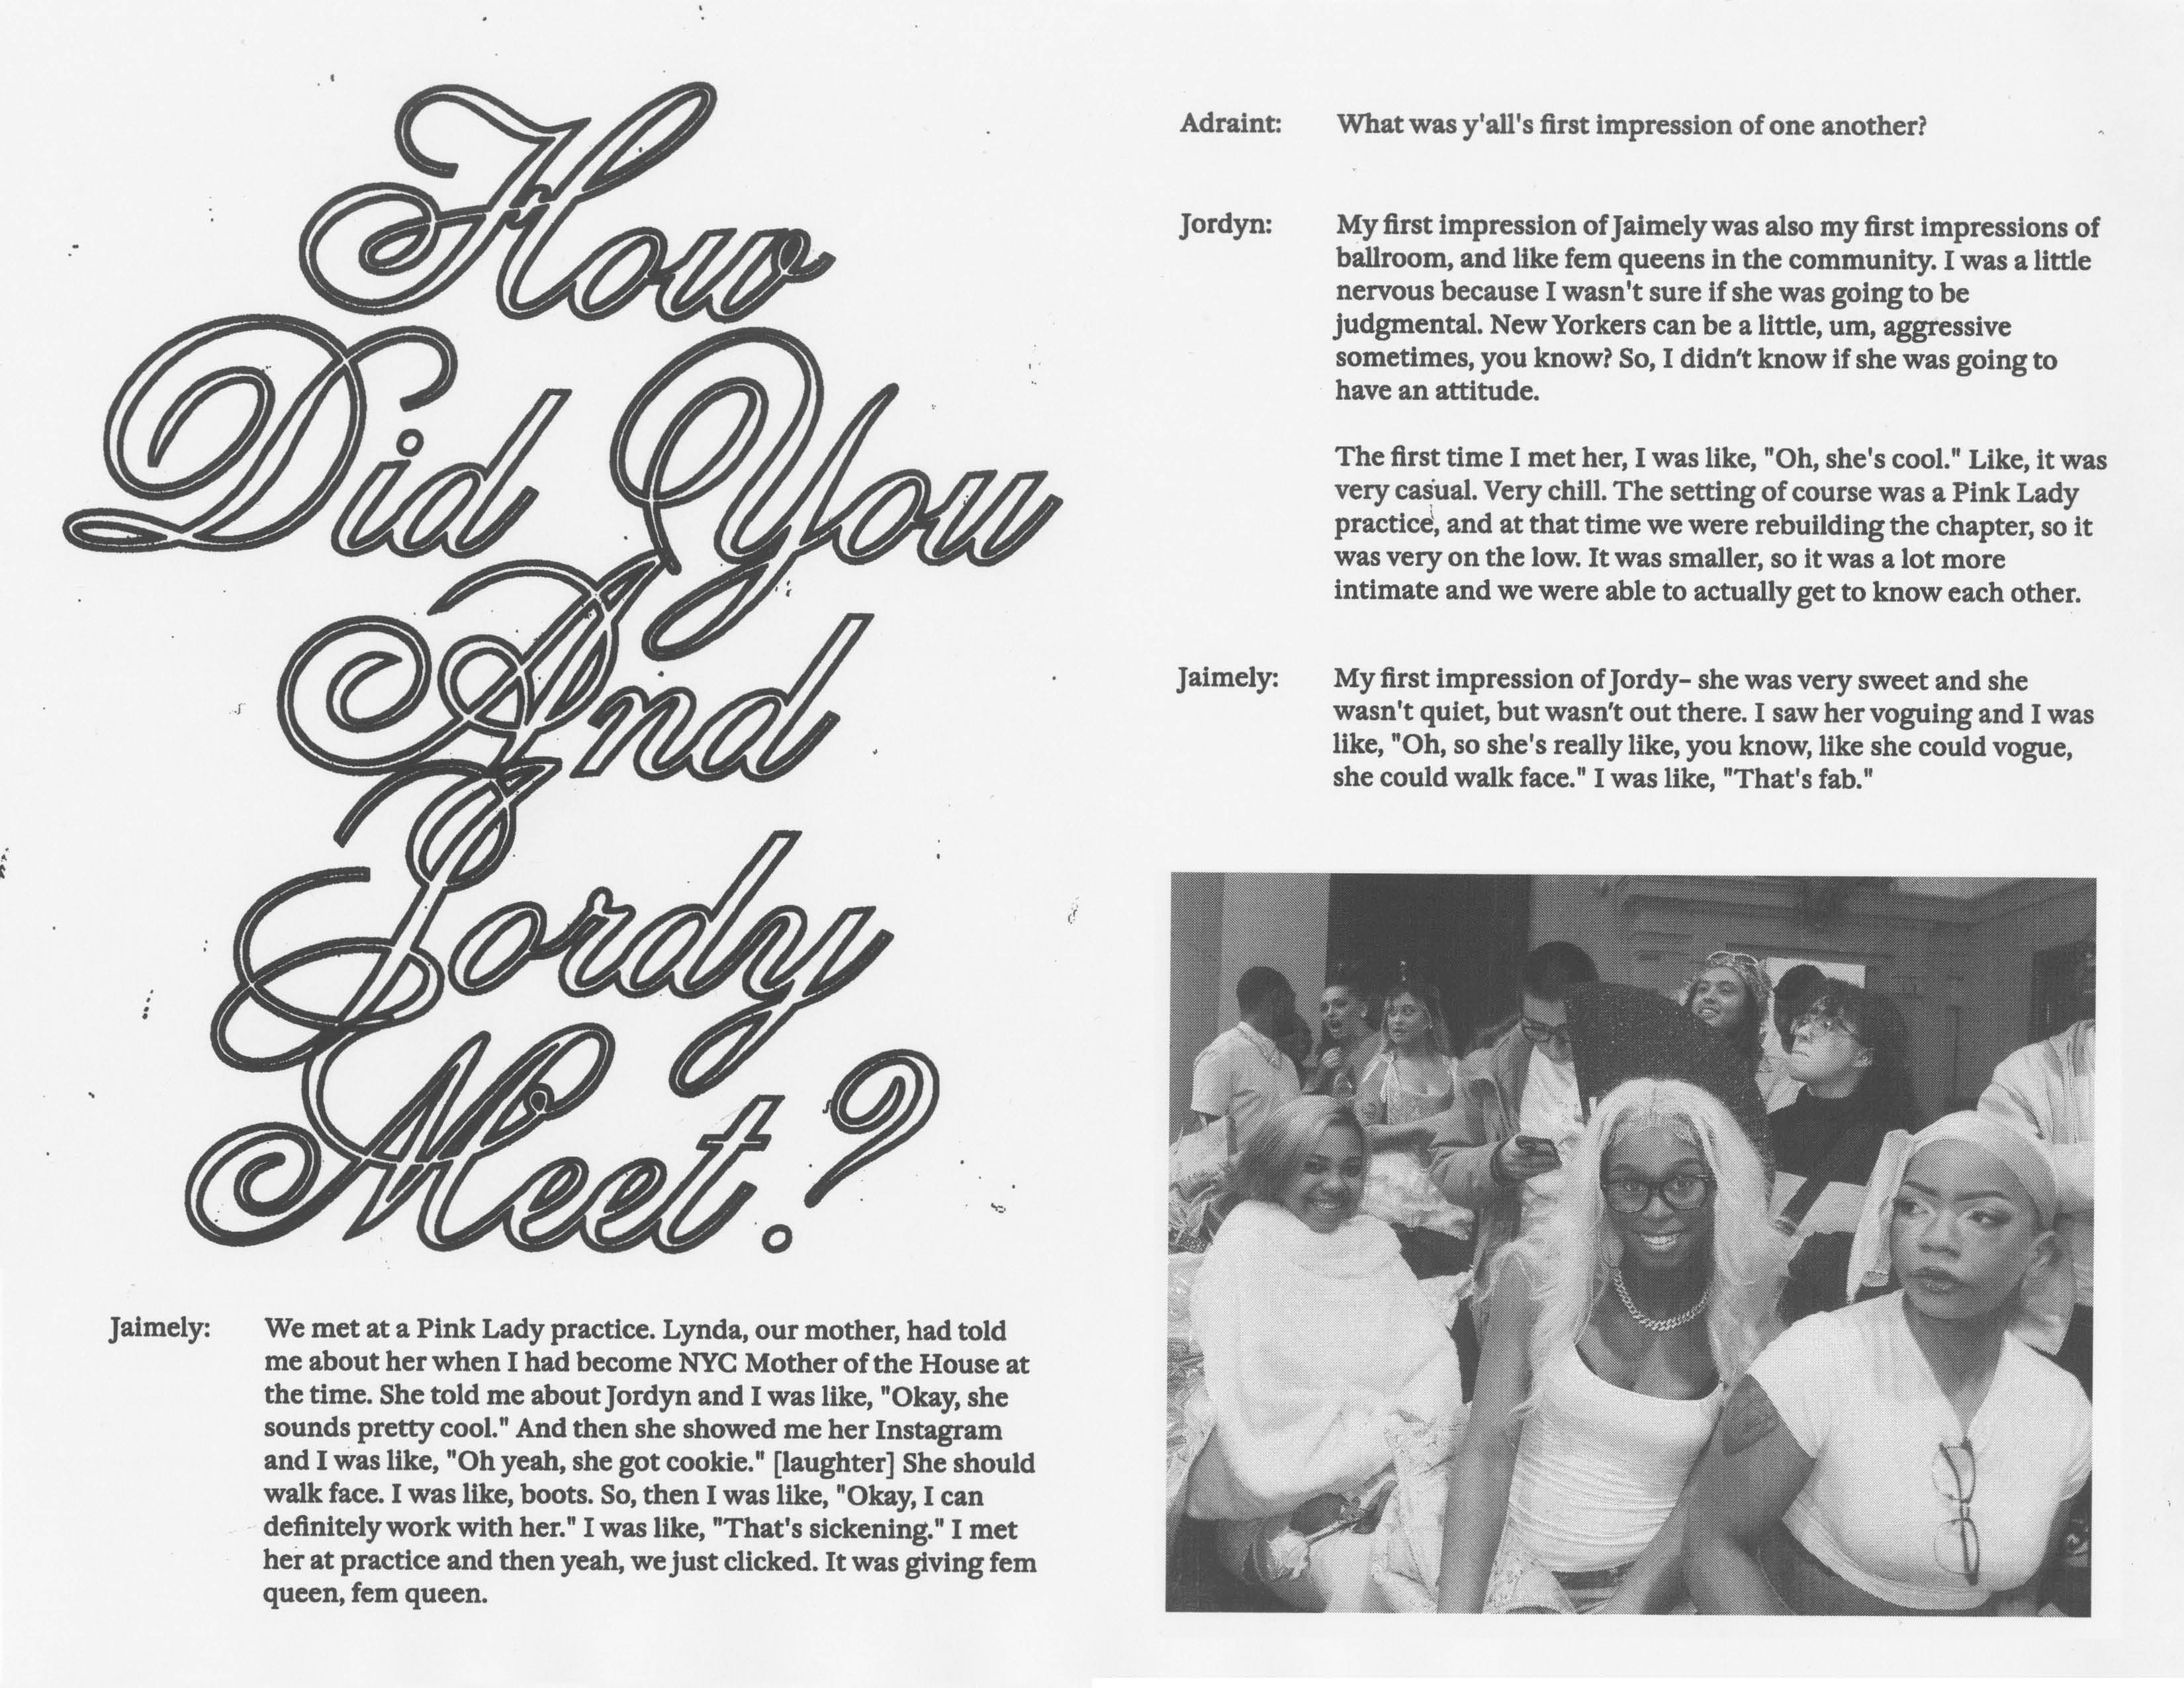 How
Did You
And
Jordy
Meet?
Jaimely: We met at a Pink Lady practice. Lynda, our mother, had told
me about her when I had become NYC Mother of the House at
the time. She told me about Jordyn and I was like, "Okay, she
sounds pretty cool." And then she showed me her Instagram
and I was like, "Oh yeah, she got cookie." [laughter] She should
walk face. I was like, boots. So, then I was like, "Okay, I can
definitely work with her." I was like, "That's sickening." I met
her at practice and then yeah, we just clicked. It was giving fem
queen, fem queen.
Adraint: What was y'all's first impression of one another?
Jordyn: My first impression of Jaimely was also my first impressions of
ballroom, and like fem queens in the community. I was a little
nervous because I wasn't sure if she was going to be
judgmental. New Yorkers can be a little, um, aggressive
sometimes, you know? So, I didn't know if she was going to
have an attitude.
The first time I met her, I was like, "Oh, she's cool." Like, it was
very casual. Very chill. The setting of course was a Pink Lady
practice, and at that time we were rebuilding the chapter, so it
was very on the low. It was smaller, so it was a lot more
intimate and we were able to actually get to know each other.
Jaimely: My first impression of Jordy– she was very sweet and she
wasn't quiet, but wasn't out there. I saw her voguing and I was
like, "Oh, so she's really like, you know, like she could vogue,
she could walk face." I was like, "That's fab."